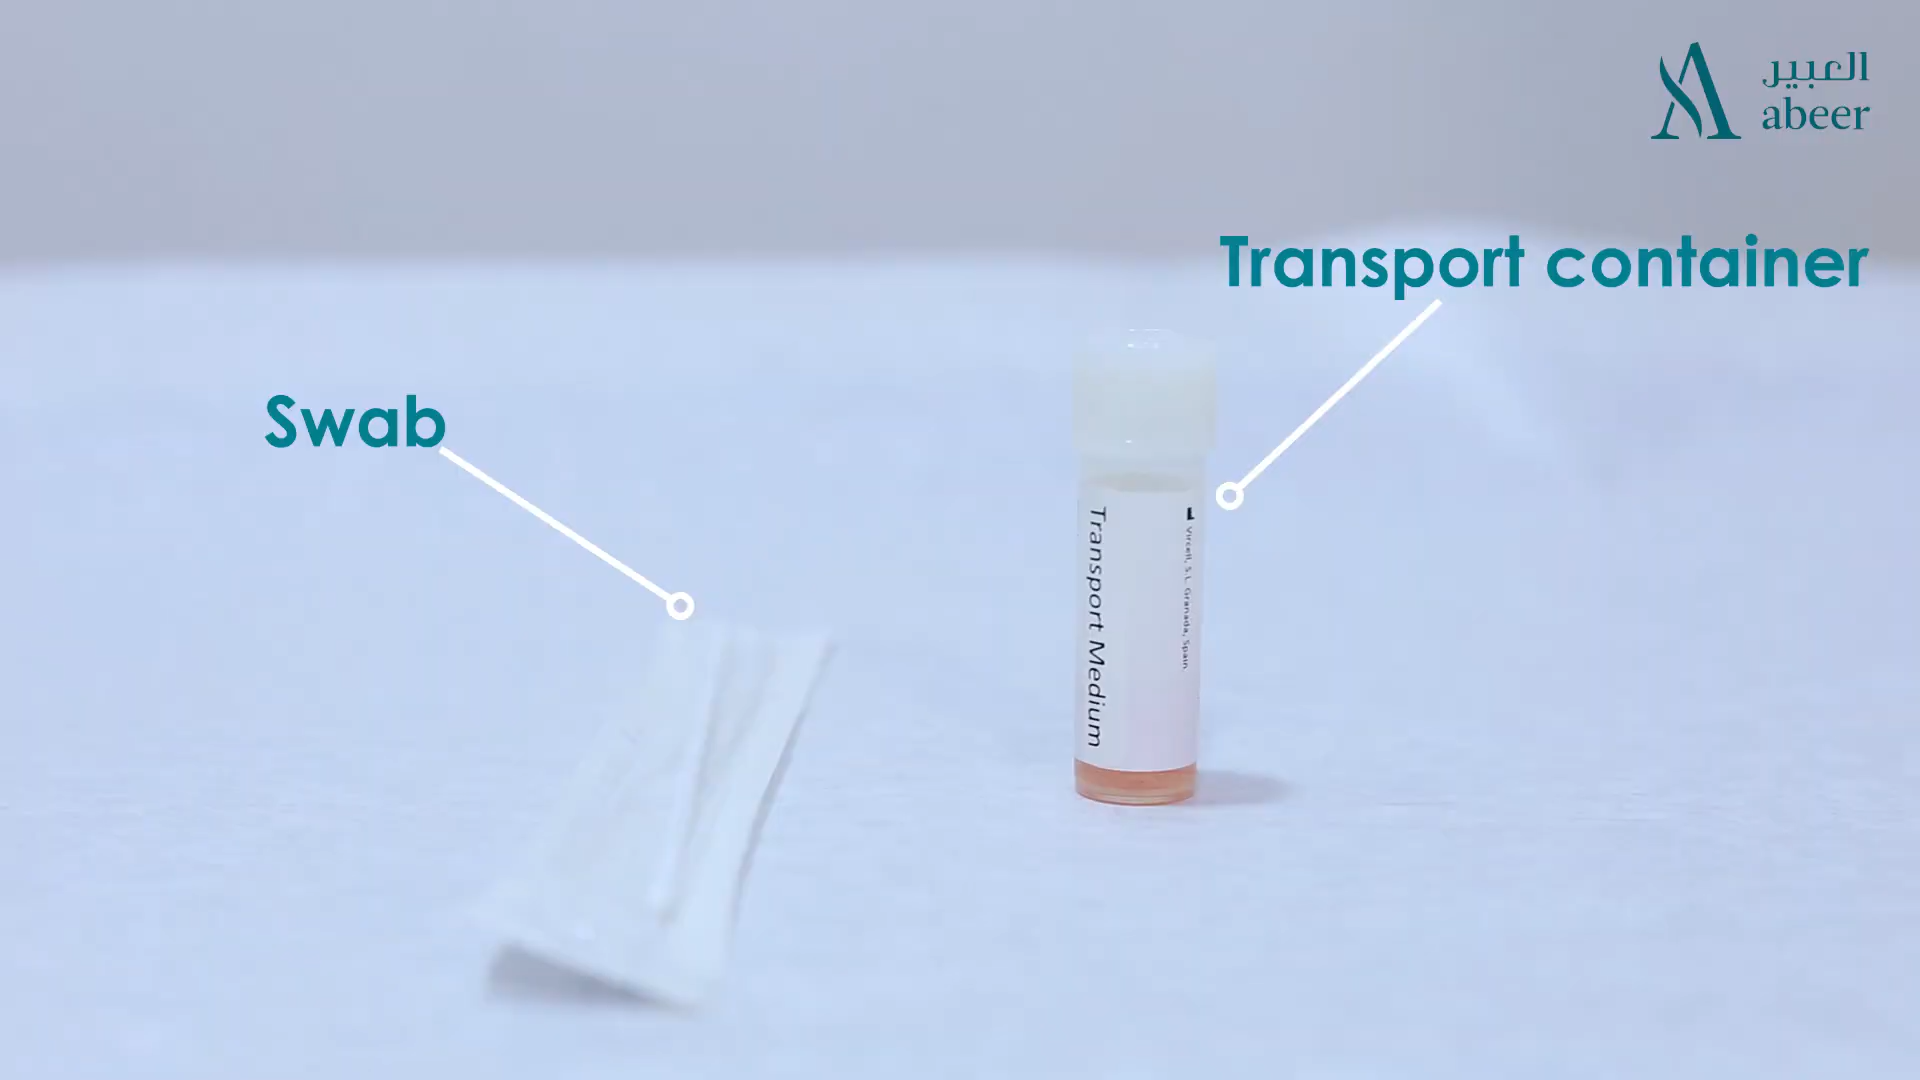 العبير
abeer
Transport container
Swab
Transport Medium
Vircell, S.L. Granada, Spain.